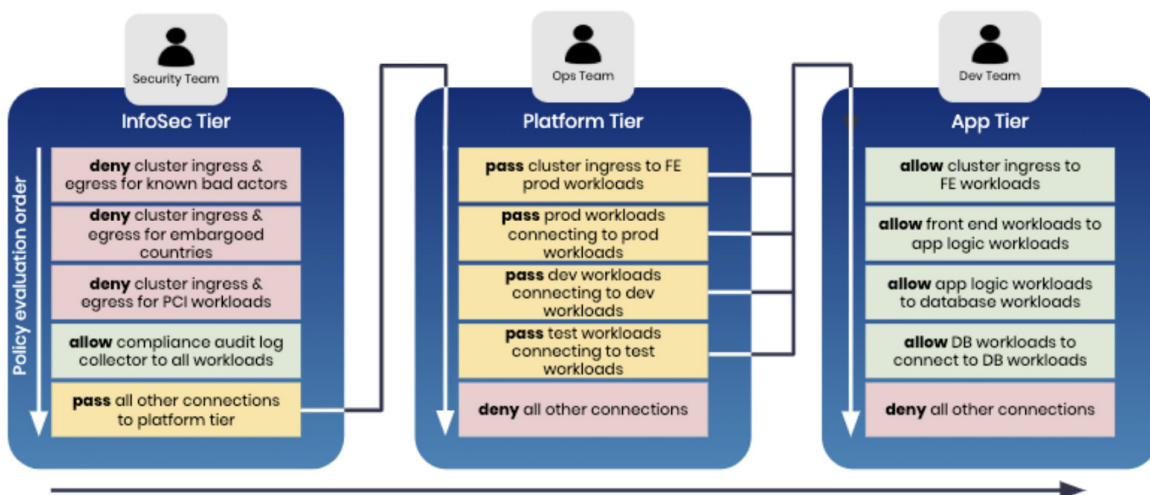 Security Team
InfoSec Tier
Policy evaluation order
deny cluster ingress &
egress for known bad actors
deny cluster ingress &
egress for embargoed
countries
deny cluster ingress &
egress for PCI workloads
allow compliance audit log
collector to all workloads
pass all other connections
to platform tier
Ops Team
Platform Tier
pass cluster ingress to FE
prod workloads
pass prod workloads
connecting to prod
workloads
pass dev workloads
connecting to dev
workloads
pass test workloads
connecting to test
workloads
deny all other connections
Dev Team
App Tier
allow cluster ingress to
FE workloads
allow front end workloads to
app logic workloads
allow app logic workloads
to database workloads
allow DB workloads to
connect to DB workloads
deny all other connections